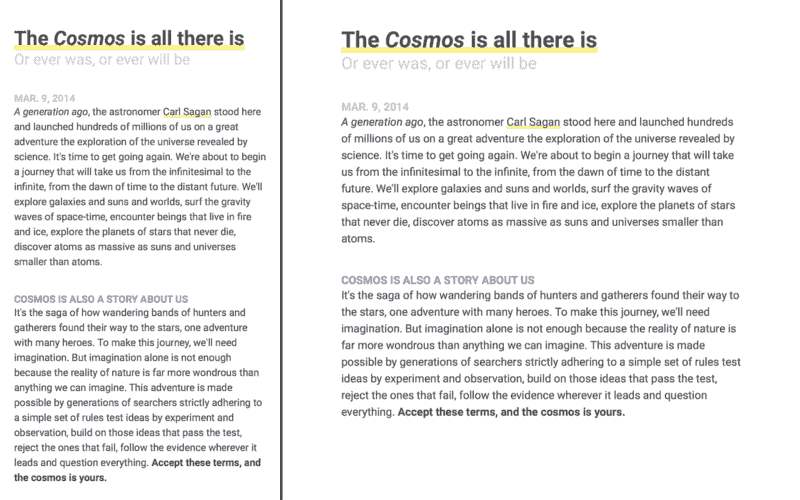 The Cosmos is all there is
Or ever was, or ever will be
MAR. 9, 2014
A generation ago, the astronomer Carl Sagan stood here
and launched hundreds of millions of us on a great
adventure the exploration of the universe revealed by
science. It's time to get going again. We're about to begin
a journey that will take us from the infinitesimal to the
infinite, from the dawn of time to the distant future. We'll
explore galaxies and suns and worlds, surf the gravity
waves of space-time, encounter beings that live in fire
and ice, explore the planets of stars that never die,
discover atoms as massive as suns and universes
smaller than atoms.
COSMOS IS ALSO A STORY ABOUT US
It's the saga of how wandering bands of hunters and
gatherers found their way to the stars, one adventure
with many heroes. To make this journey, we'll need
imagination. But imagination alone is not enough
because the reality of nature is far more wondrous than
anything we can imagine. This adventure is made
possible by generations of searchers strictly adhering to
a simple set of rules test ideas by experiment and
observation, build on those ideas that pass the test,
reject the ones that fail, follow the evidence wherever it
leads and question everything. Accept these terms, and
the cosmos is yours.
The Cosmos is all there is
Or ever was, or ever will be
MAR. 9, 2014
A generation ago, the astronomer Carl Sagan stood here and launched hundreds
of millions of us on a great adventure the exploration of the universe revealed by
science. It's time to get going again. We're about to begin a journey that will take
us from the infinitesimal to the infinite, from the dawn of time to the distant
future. We'll explore galaxies and suns and worlds, surf the gravity waves of
space-time, encounter beings that live in fire and ice, explore the planets of stars
that never die, discover atoms as massive as suns and universes smaller than
atoms.
COSMOS IS ALSO A STORY ABOUT US
It's the saga of how wandering bands of hunters and gatherers found their way to
the stars, one adventure with many heroes. To make this journey, we'll need
imagination. But imagination alone is not enough because the reality of nature is
far more wondrous than anything we can imagine. This adventure is made
possible by generations of searchers strictly adhering to a simple set of rules test
ideas by experiment and observation, build on those ideas that pass the test,
reject the ones that fail, follow the evidence wherever it leads and question
everything. Accept these terms, and the cosmos is yours.